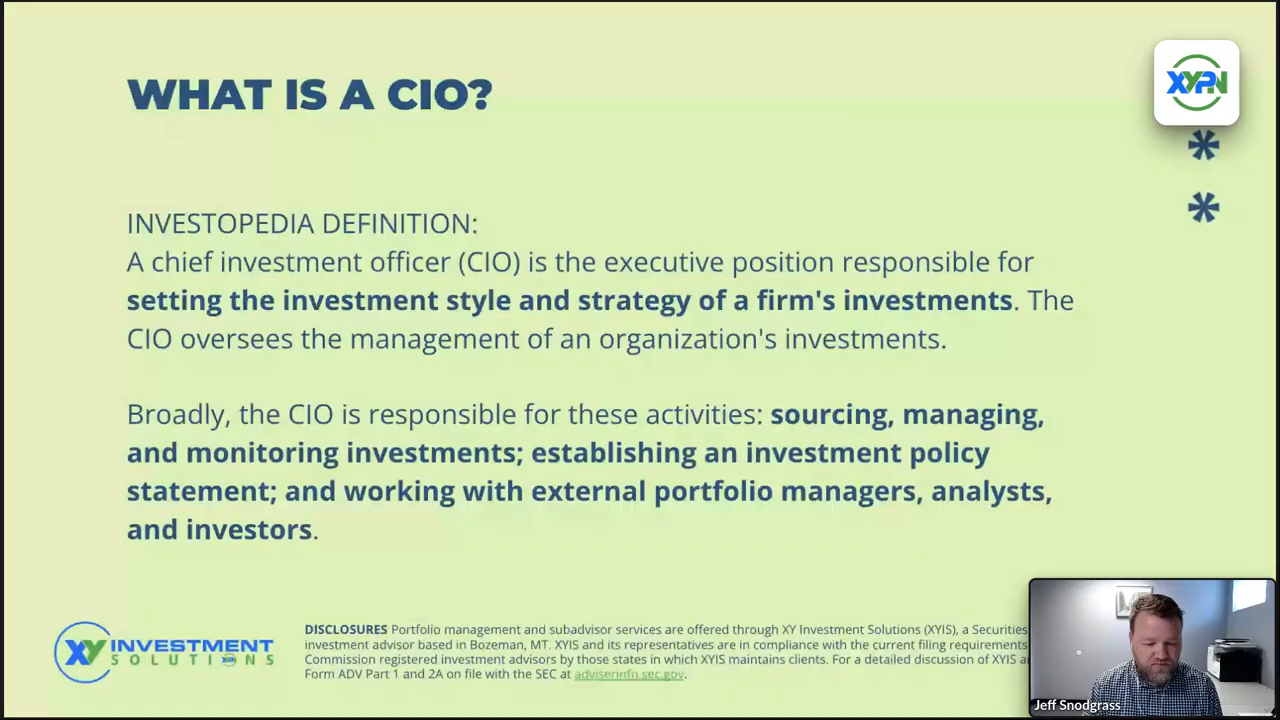 WHAT IS A CIO?
XYPN
*
*
INVESTOPEDIA DEFINITION:
A chief investment officer (CIO) is the executive position responsible for
setting the investment style and strategy of a firm's investments. The
CIO oversees the management of an organization's investments.
Broadly, the CIO is responsible for these activities: sourcing, managing,
and monitoring investments; establishing an investment policy
statement; and working with external portfolio managers, analysts,
and investors.
XY INVESTMENT
SOLUTIONS
DISCLOSURES Portfolio management and subadvisor services are offered through XY Investment Solutions (XYIS), a Securities
investment advisor based in Bozeman, MT. XYIS and its representatives are in compliance with the current filing requirements
Commission registered investment advisors by those states in which XYIS maintains clients. For a detailed discussion of XYIS
Form ADV Part 1 and 2A on file with the SEC at adviserinfo.sec.gov.
Jeff Snodgrass